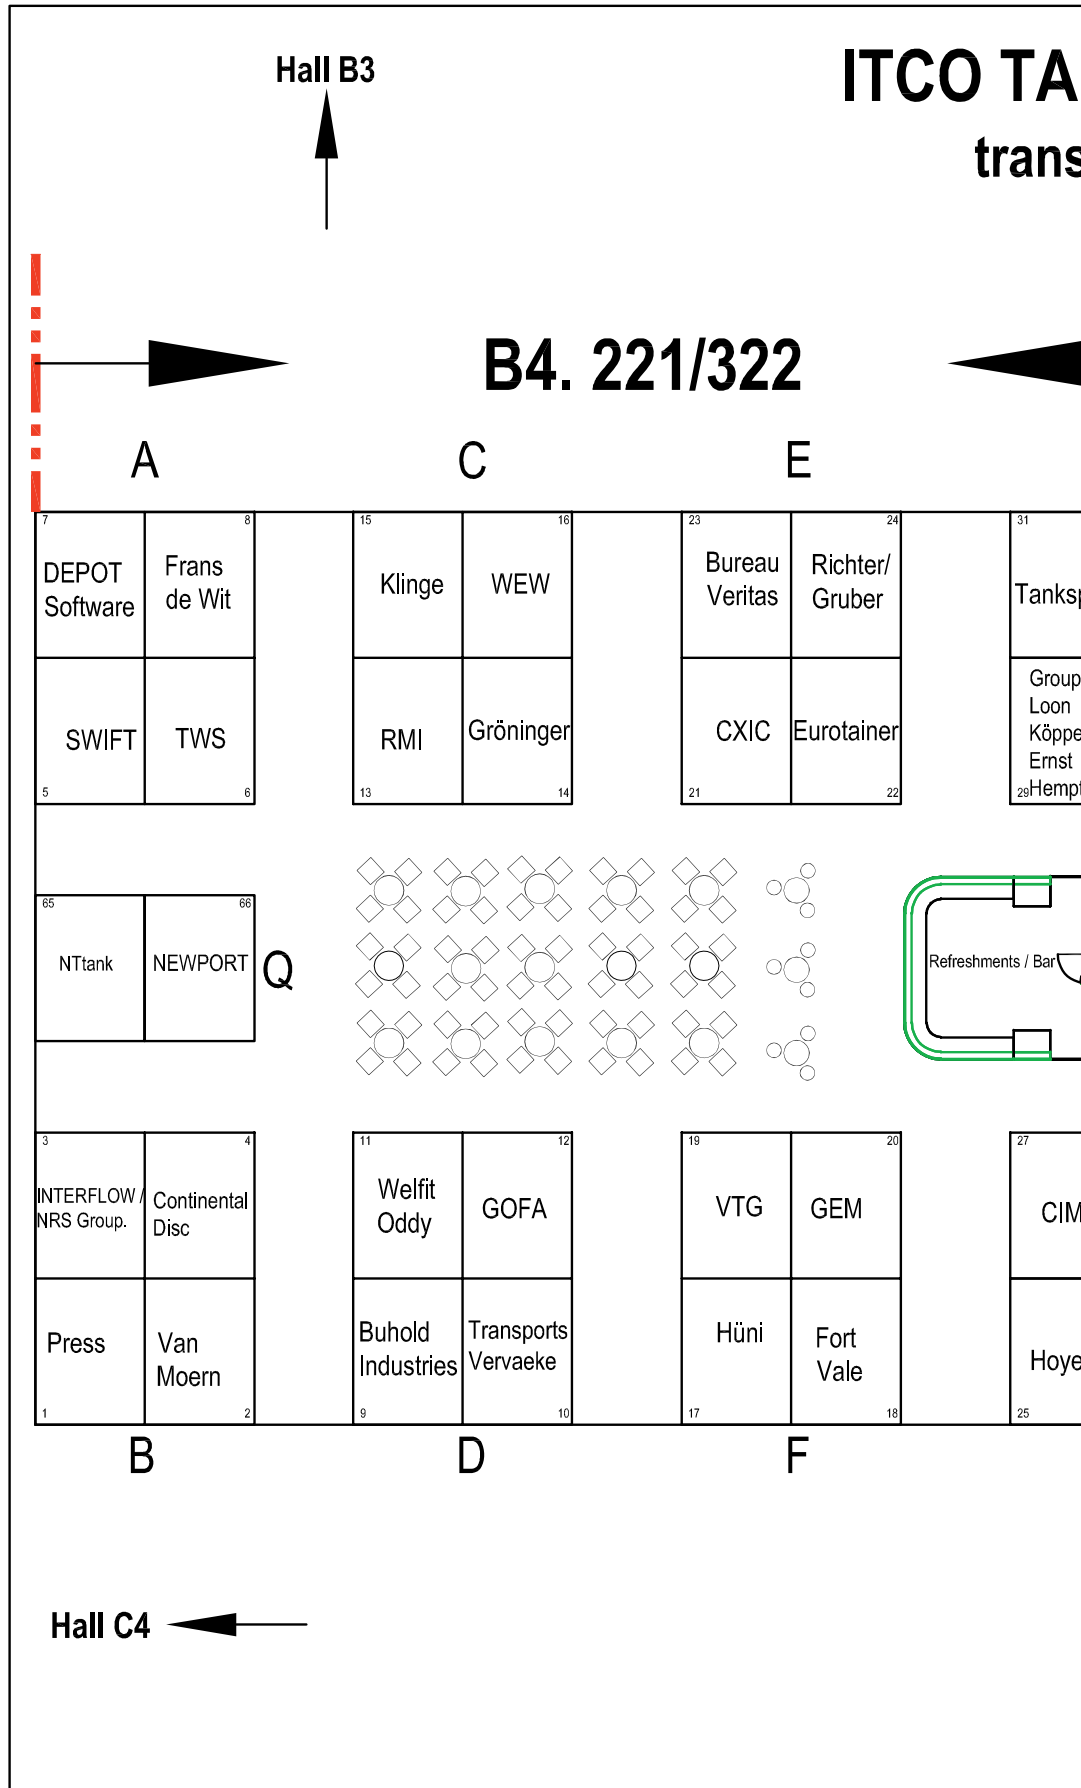 Hall B3
ITCO TA
trans
B4. 221/322
A
C
E
7
8
15
16
23
24
31
DEPOT
Software
Frans
de Wit
Klinge
WEW
Bureau
Veritas
Richter/
Gruber
Tanksp
SWIFT
TWS
RMI
Gröninger
CXIC
Eurotainer
Group
Loon
Köppe
Ernst
Hempt
5
6
13
14
21
22
29
65
66
NTtank
NEWPORT
Q
Refreshments / Bar
3
4
11
12
19
20
27
INTERFLOW /
NRS Group.
Continental
Disc
Welfit
Oddy
GOFA
VTG
GEM
CIM
Press
Van
Moern
Buhold
Industries
Transports
Vervaeke
Hüni
Fort
Vale
Hoye
1
2
9
10
17
18
25
B
D
F
Hall C4